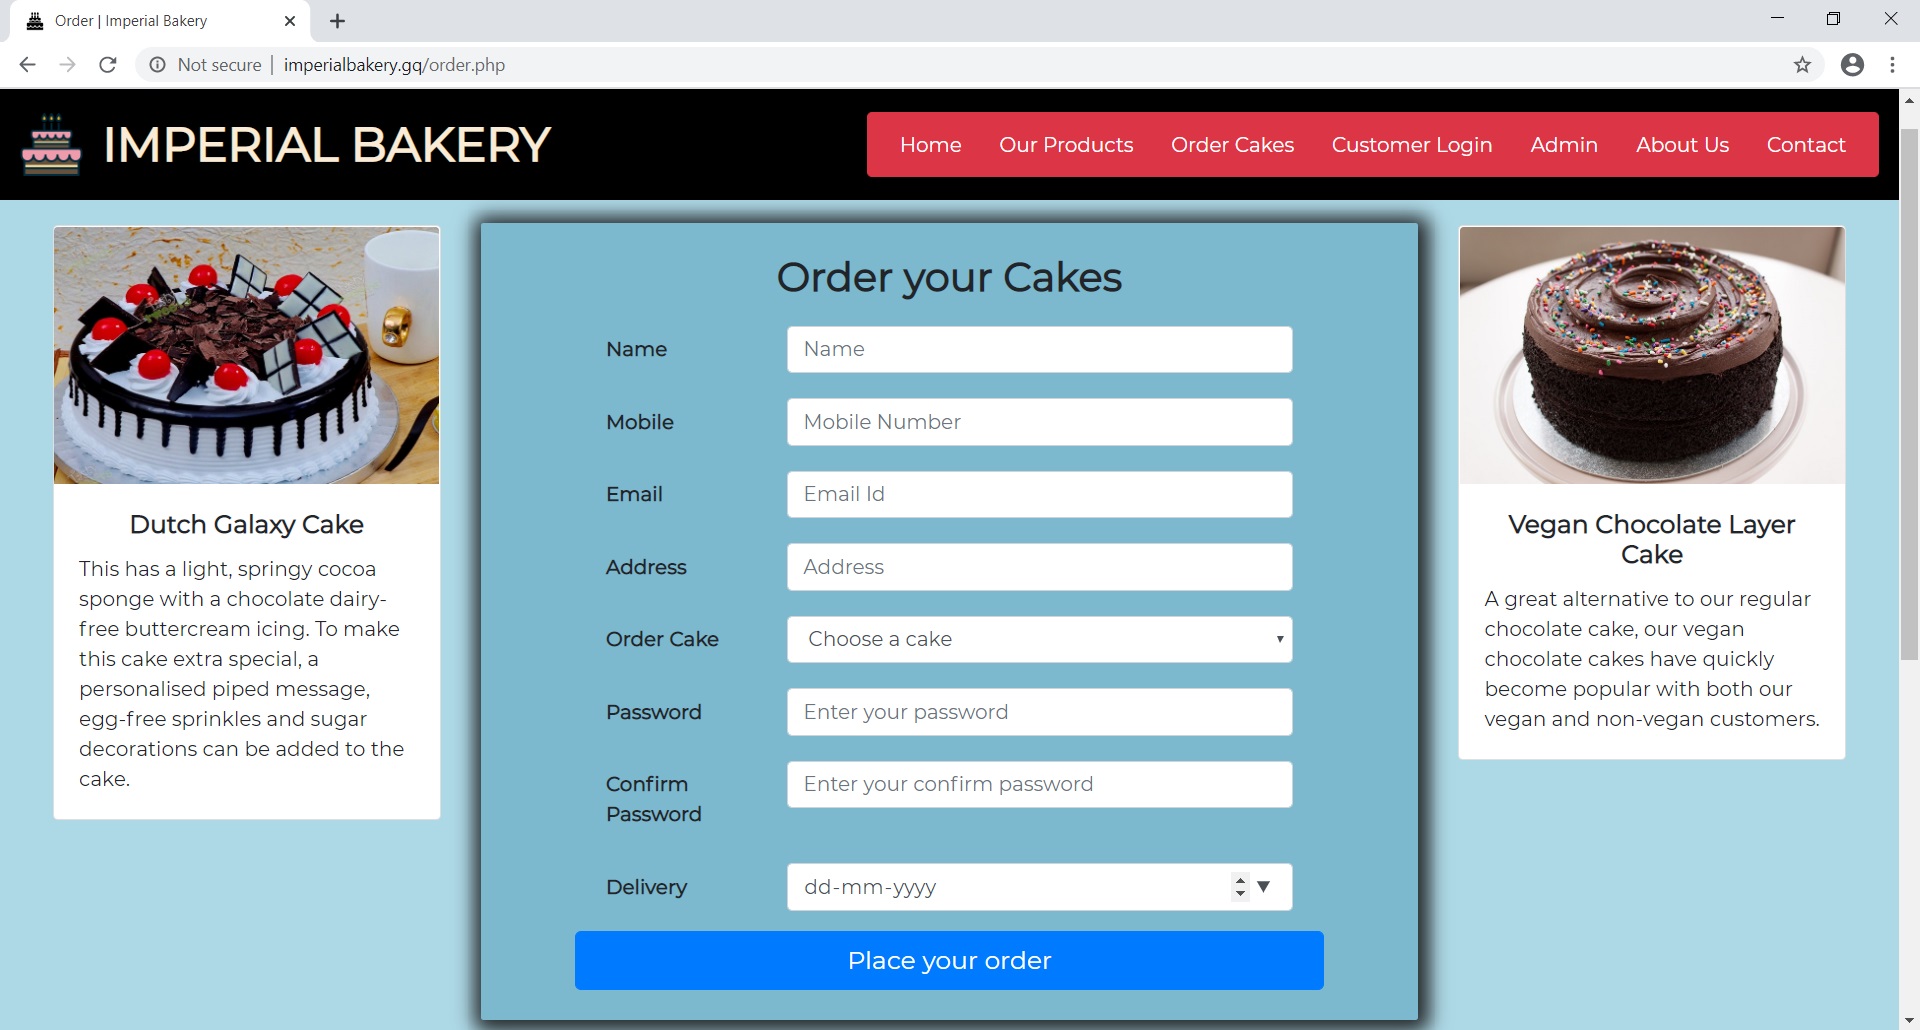 Order | Imperial Bakery
Not secure | imperialbakery.gq/order.php
IMPERIAL BAKERY
Home Our Products Order Cakes Customer Login Admin About Us Contact
Dutch Galaxy Cake
This has a light, springy cocoa
sponge with a chocolate dairy-
free buttercream icing. To make
this cake extra special, a
personalised piped message,
egg-free sprinkles and sugar
decorations can be added to the
cake.
Order your Cakes
Name Name
Mobile Mobile Number
Email Email Id
Address Address
Order Cake Choose a cake
Password Enter your password
Confirm Enter your confirm password
Password
Delivery dd-mm-yyyy
Place your order
Vegan Chocolate Layer
Cake
A great alternative to our regular
chocolate cake, our vegan
chocolate cakes have quickly
become popular with both our
vegan and non-vegan customers.